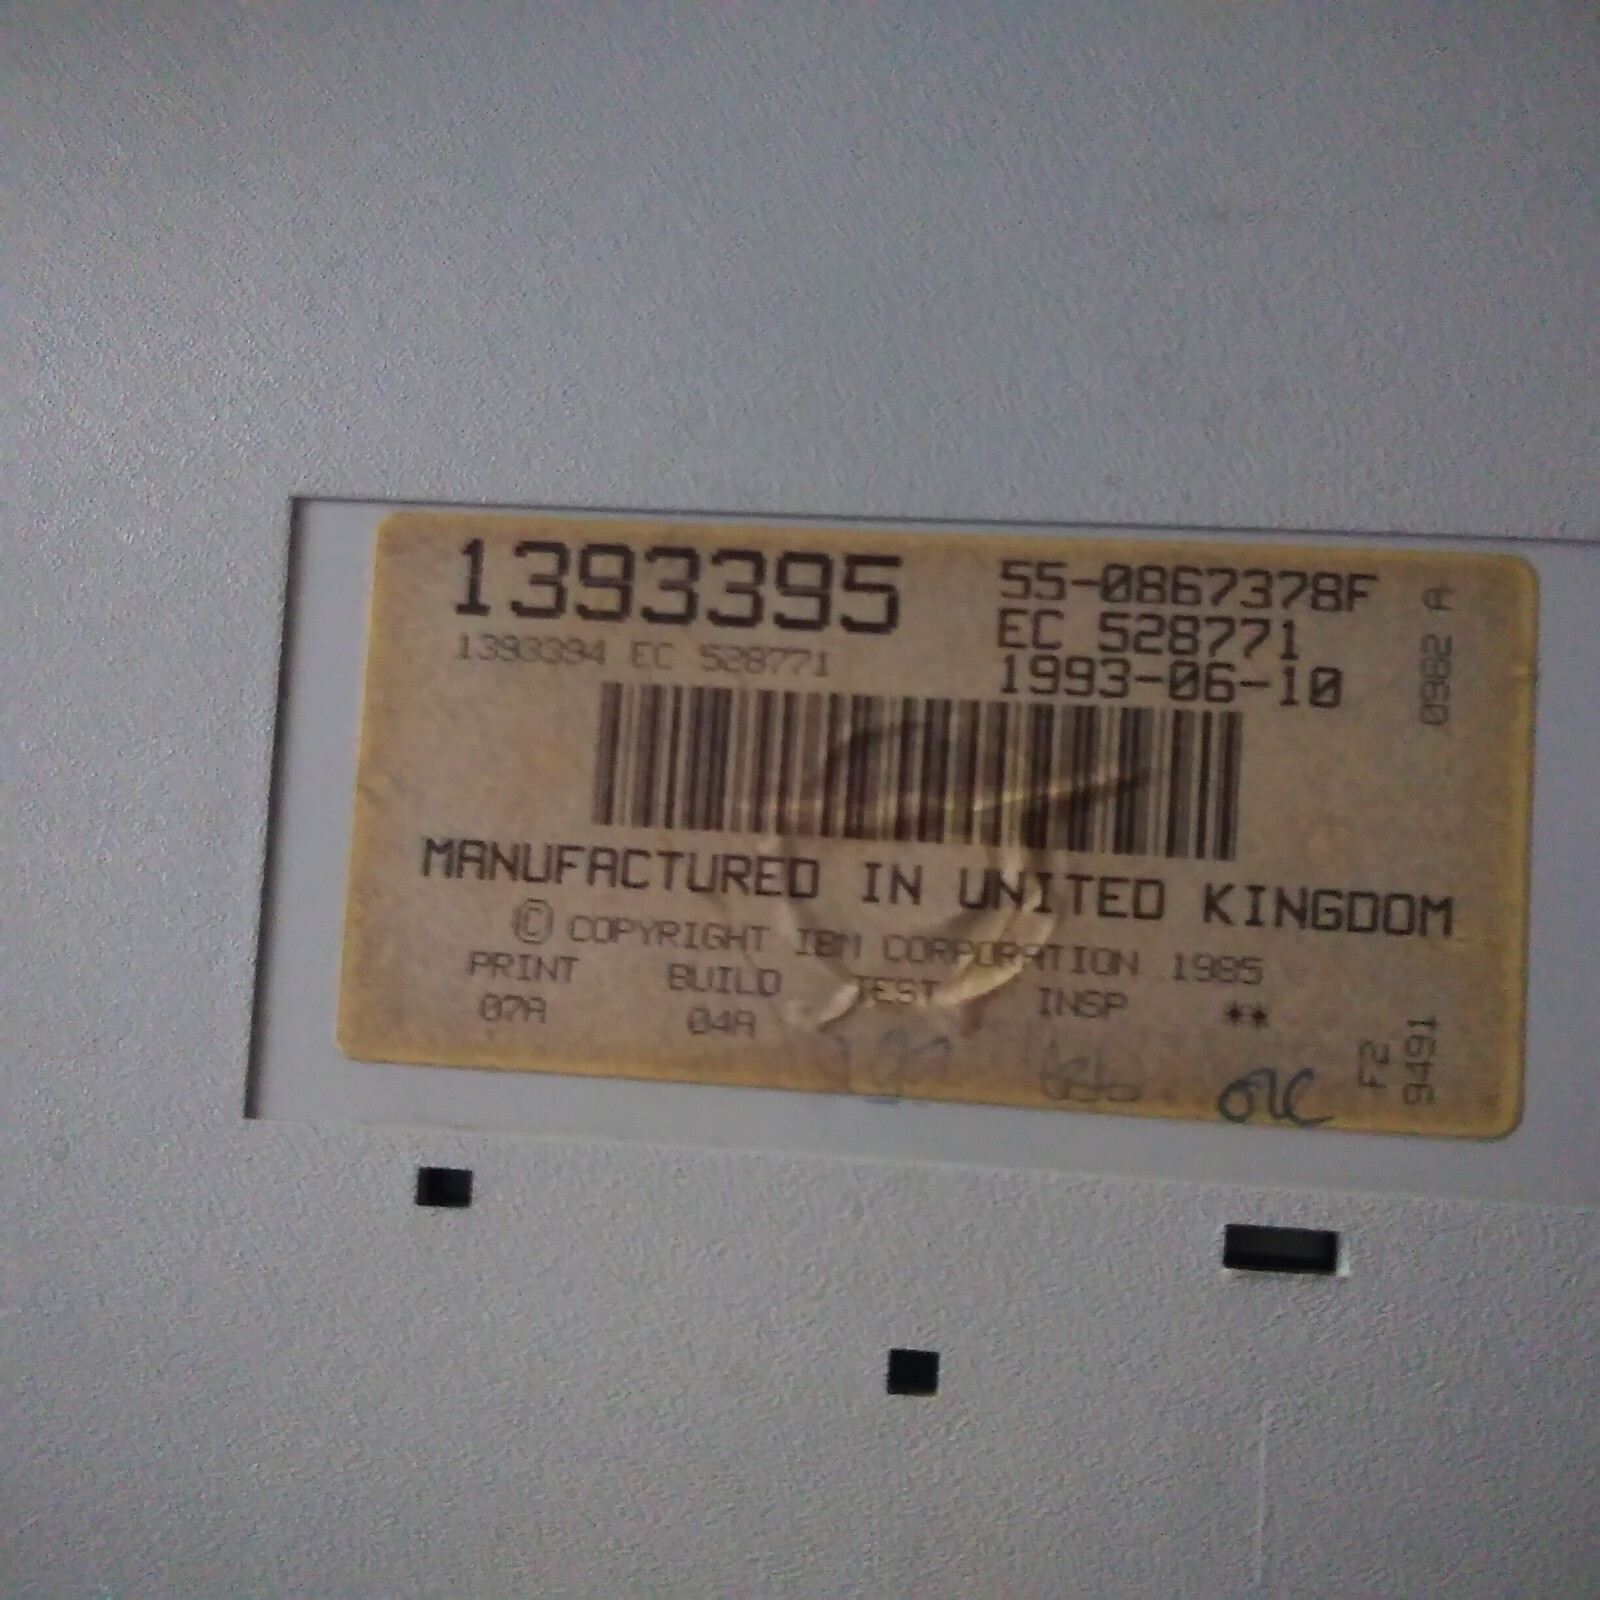 1393395
1393394 EC 528771
55-0867378F
EC 528771
1993-06-10
0982 A
MANUFACTURED IN UNITED KINGDOM
© COPYRIGHT IBM CORPORATION 1985
PRINT BUILD TEST INSP **
07A 04A
OK
F2
9491